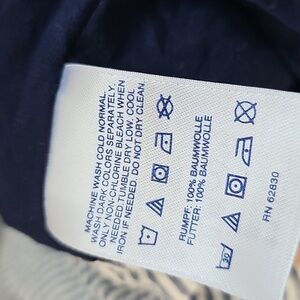 MACHINE WASH COLD NORMAL
WASH DARK COLORS SEPARATELY.
ONLY NON-CHLORINE BLEACH WHEN
NEEDED. TUMBLE DRY LOW. COOL
IRON IF NEEDED. DO NOT DRY CLEAN.
RUMPF: 100% BAUMWOLLE
FUTTER: 100% BAUMWOLLE
30
RN 62830